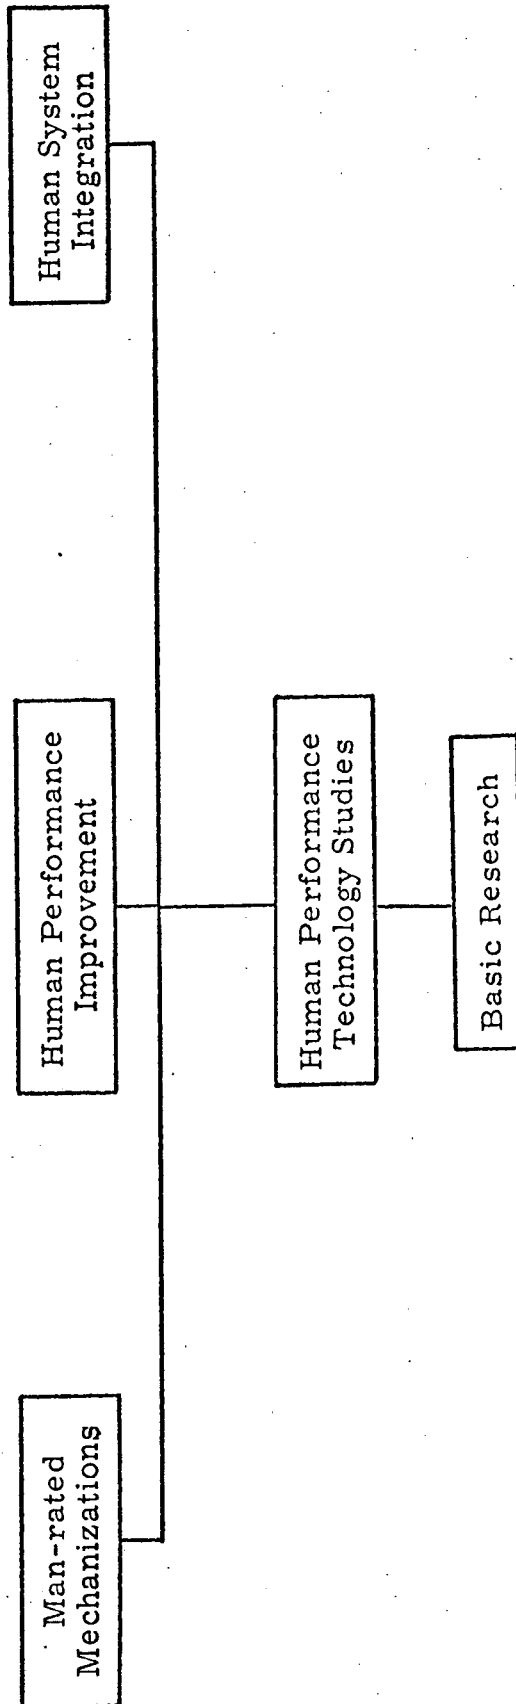 Man-rated
Mechanizations
Human Performance
Improvement
Human System
Integration
Human Performance
Technology Studies
Basic Research